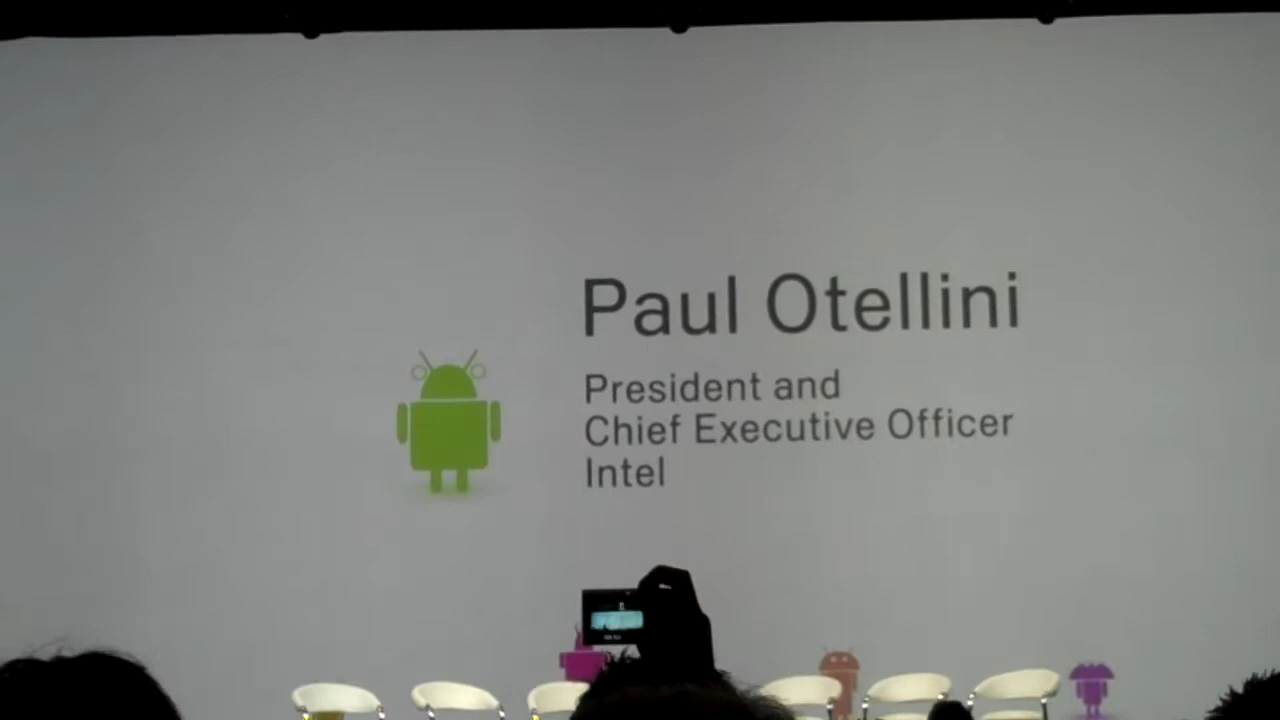 Paul Otellini
President and
Chief Executive Officer
Intel